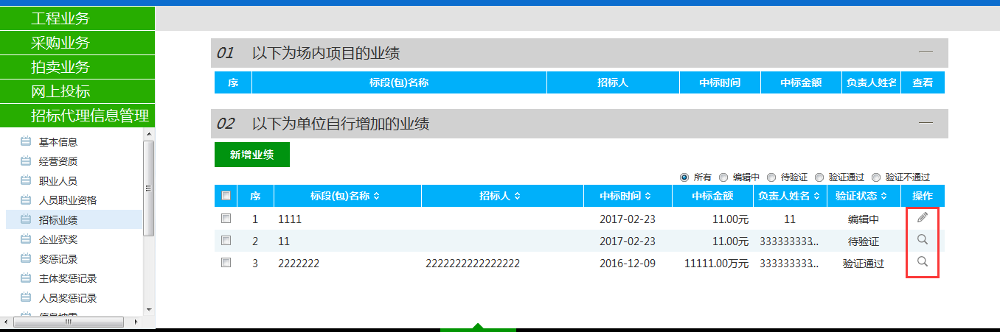 工程业务
采购业务
拍卖业务
网上投标
招标代理信息管理
基本信息
经营资质
职业人员
人员职业资格
招标业绩
企业获奖
奖惩记录
主体奖惩记录
人员奖惩记录
01 以下为场内项目的业绩
序 标段(包)名称 招标人 中标时间 中标金额 负责人姓名 查看
02 以下为单位自行增加的业绩
新增业绩
所有 编辑中 待验证 验证通过 验证不通过
序 标段(包)名称 招标人 中标时间 中标金额 负责人姓名 验证状态 操作
1 1111 2017-02-23 11.00元 11 编辑中
2 11 2017-02-23 11.00元 333333333... 待验证
3 2222222 2222222222222222 2016-12-09 11111.00万元 333333333... 验证通过